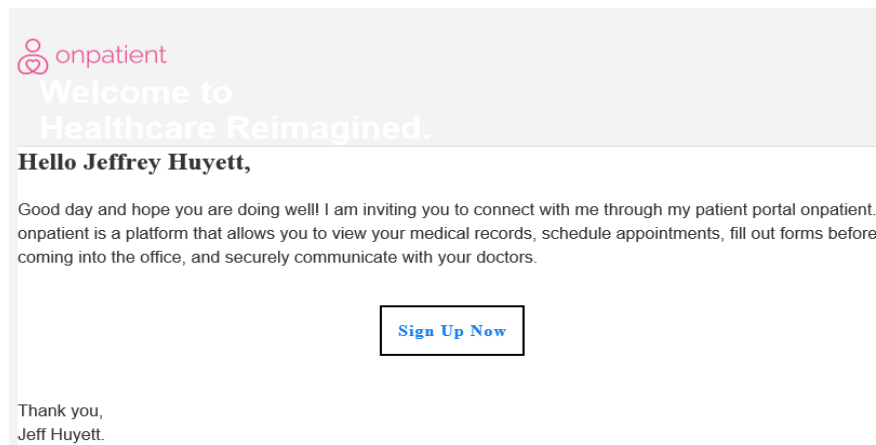 onpatient
Welcome to
Healthcare Reimagined.
Hello Jeffrey Huyett,
Good day and hope you are doing well! I am inviting you to connect with me through my patient portal onpatient.
onpatient is a platform that allows you to view your medical records, schedule appointments, fill out forms before
coming into the office, and securely communicate with your doctors.
Sign Up Now
Thank you,
Jeff Huyett.